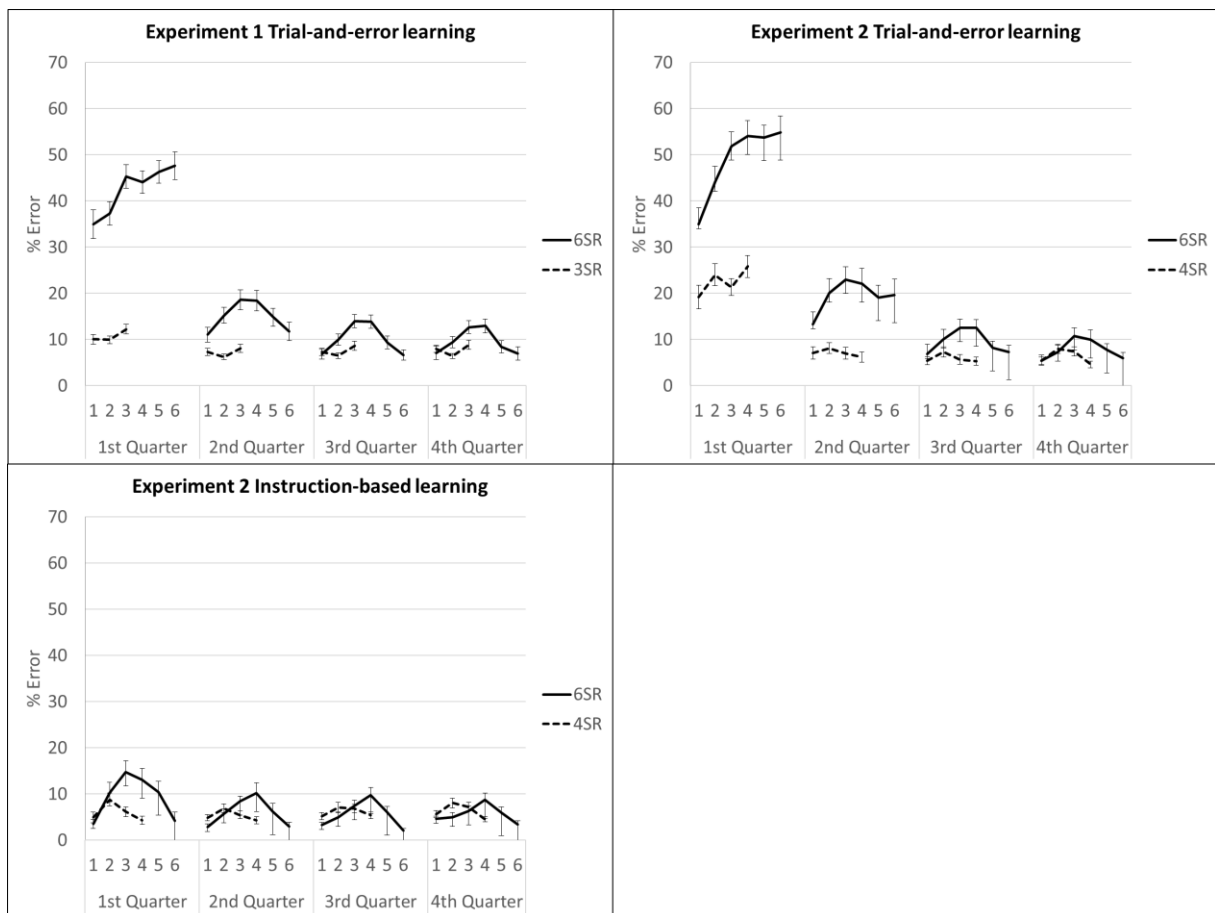 Experiment 1 Trial-and-error learning
70
60
50
40
30
20
10
0
% Error
6SR
3SR
1 2 3 4 5 6 1 2 3 4 5 6 1 2 3 4 5 6 1 2 3 4 5 6
1st Quarter 2nd Quarter 3rd Quarter 4th Quarter
Experiment 2 Trial-and-error learning
70
60
50
40
30
20
10
0
% Error
6SR
4SR
1 2 3 4 5 6 1 2 3 4 5 6 1 2 3 4 5 6 1 2 3 4 5 6
1st Quarter 2nd Quarter 3rd Quarter 4th Quarter
Experiment 2 Instruction-based learning
70
60
50
40
30
20
10
0
% Error
6SR
4SR
1 2 3 4 5 6 1 2 3 4 5 6 1 2 3 4 5 6 1 2 3 4 5 6
1st Quarter 2nd Quarter 3rd Quarter 4th Quarter